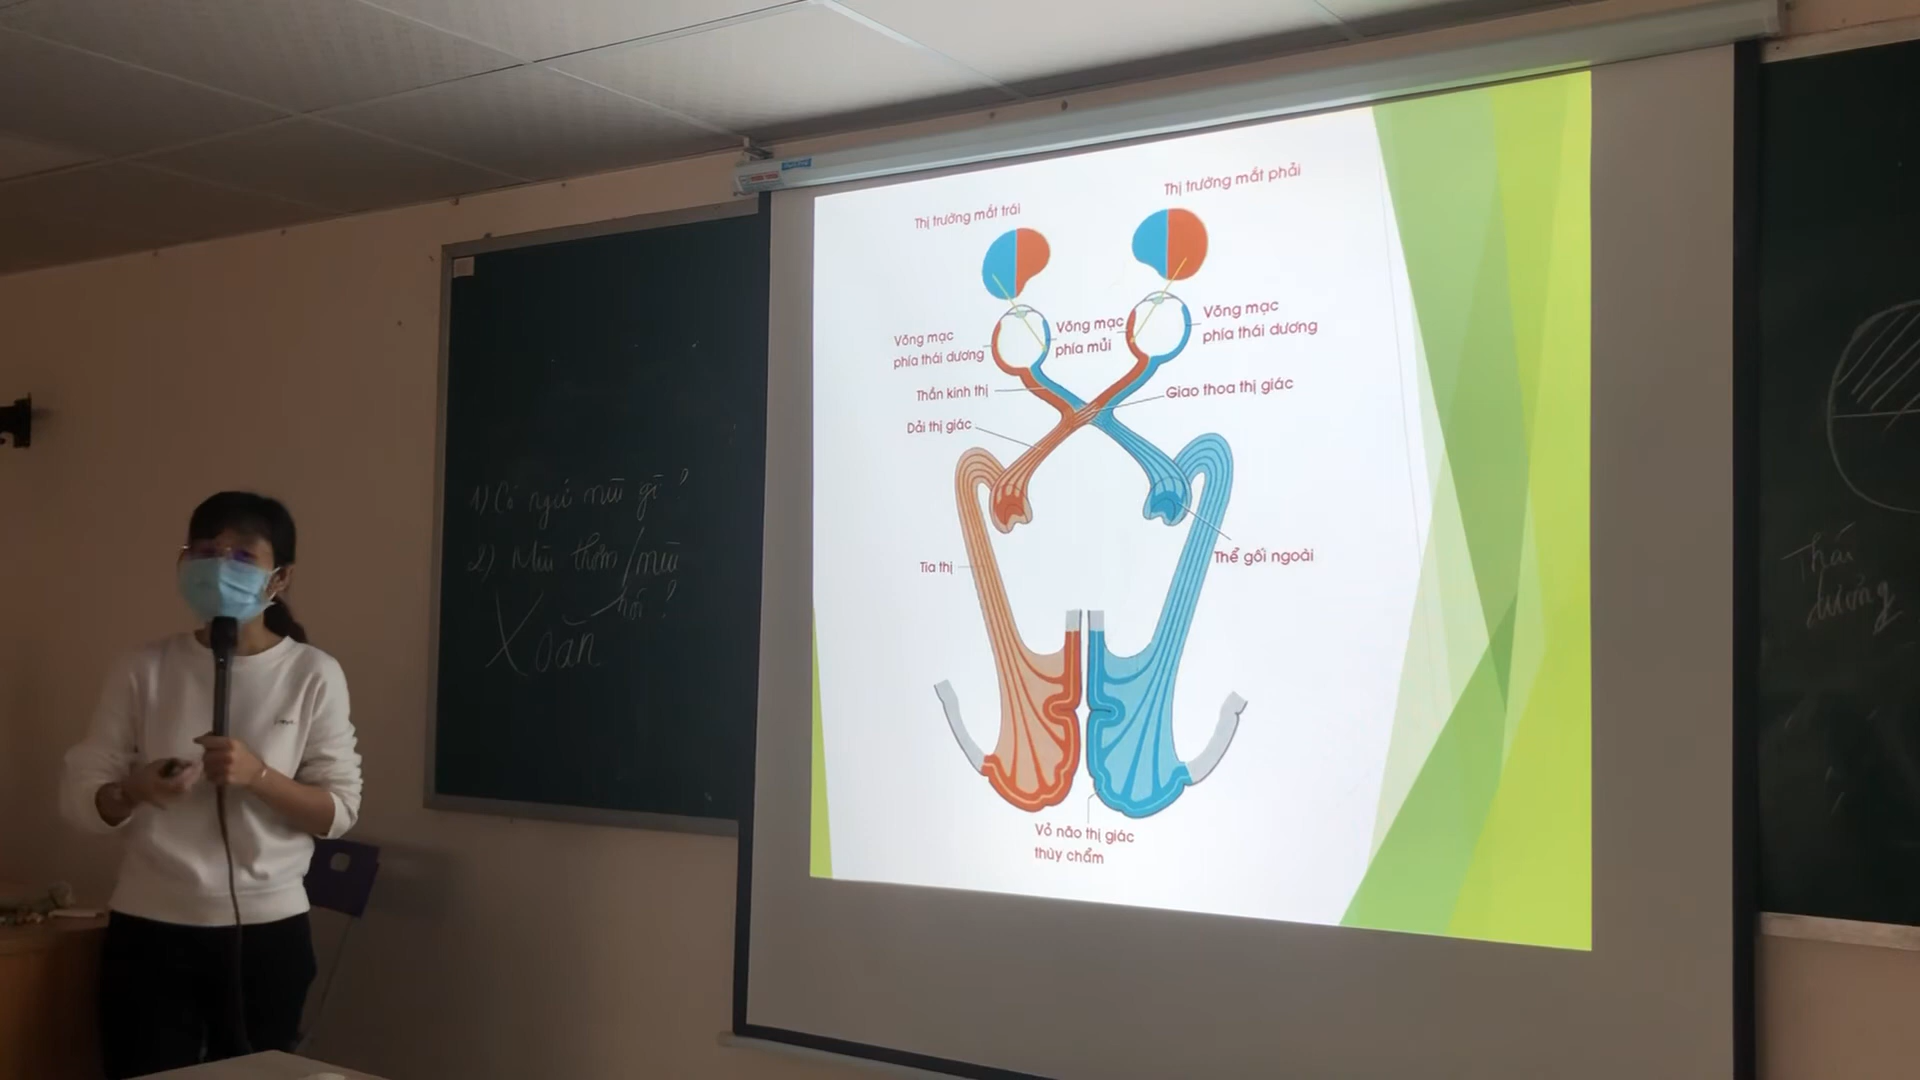 1) Có ngửi mùi gì?
2) Mùi thơm/mùi
hôi?
Xoăn
Thị trường mắt trái
Thị trường mắt phải
Võng mạc
phía thái dương
Võng mạc
phía mũi
Võng mạc
phía thái dương
Thần kinh thị
Giao thoa thị giác
Dải thị giác
Tia thị
Thể gối ngoài
Vỏ não thị giác
thùy chẩm
Thái
dương